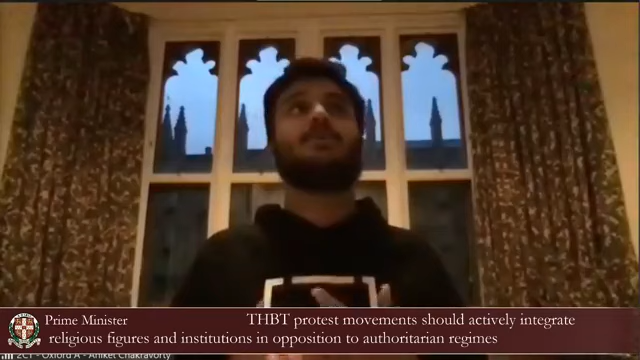 Prime Minister
THBT protest movements should actively integrate
religious figures and institutions in opposition to authoritarian regimes
2CT - Oxford A - Aniket Chakravorty